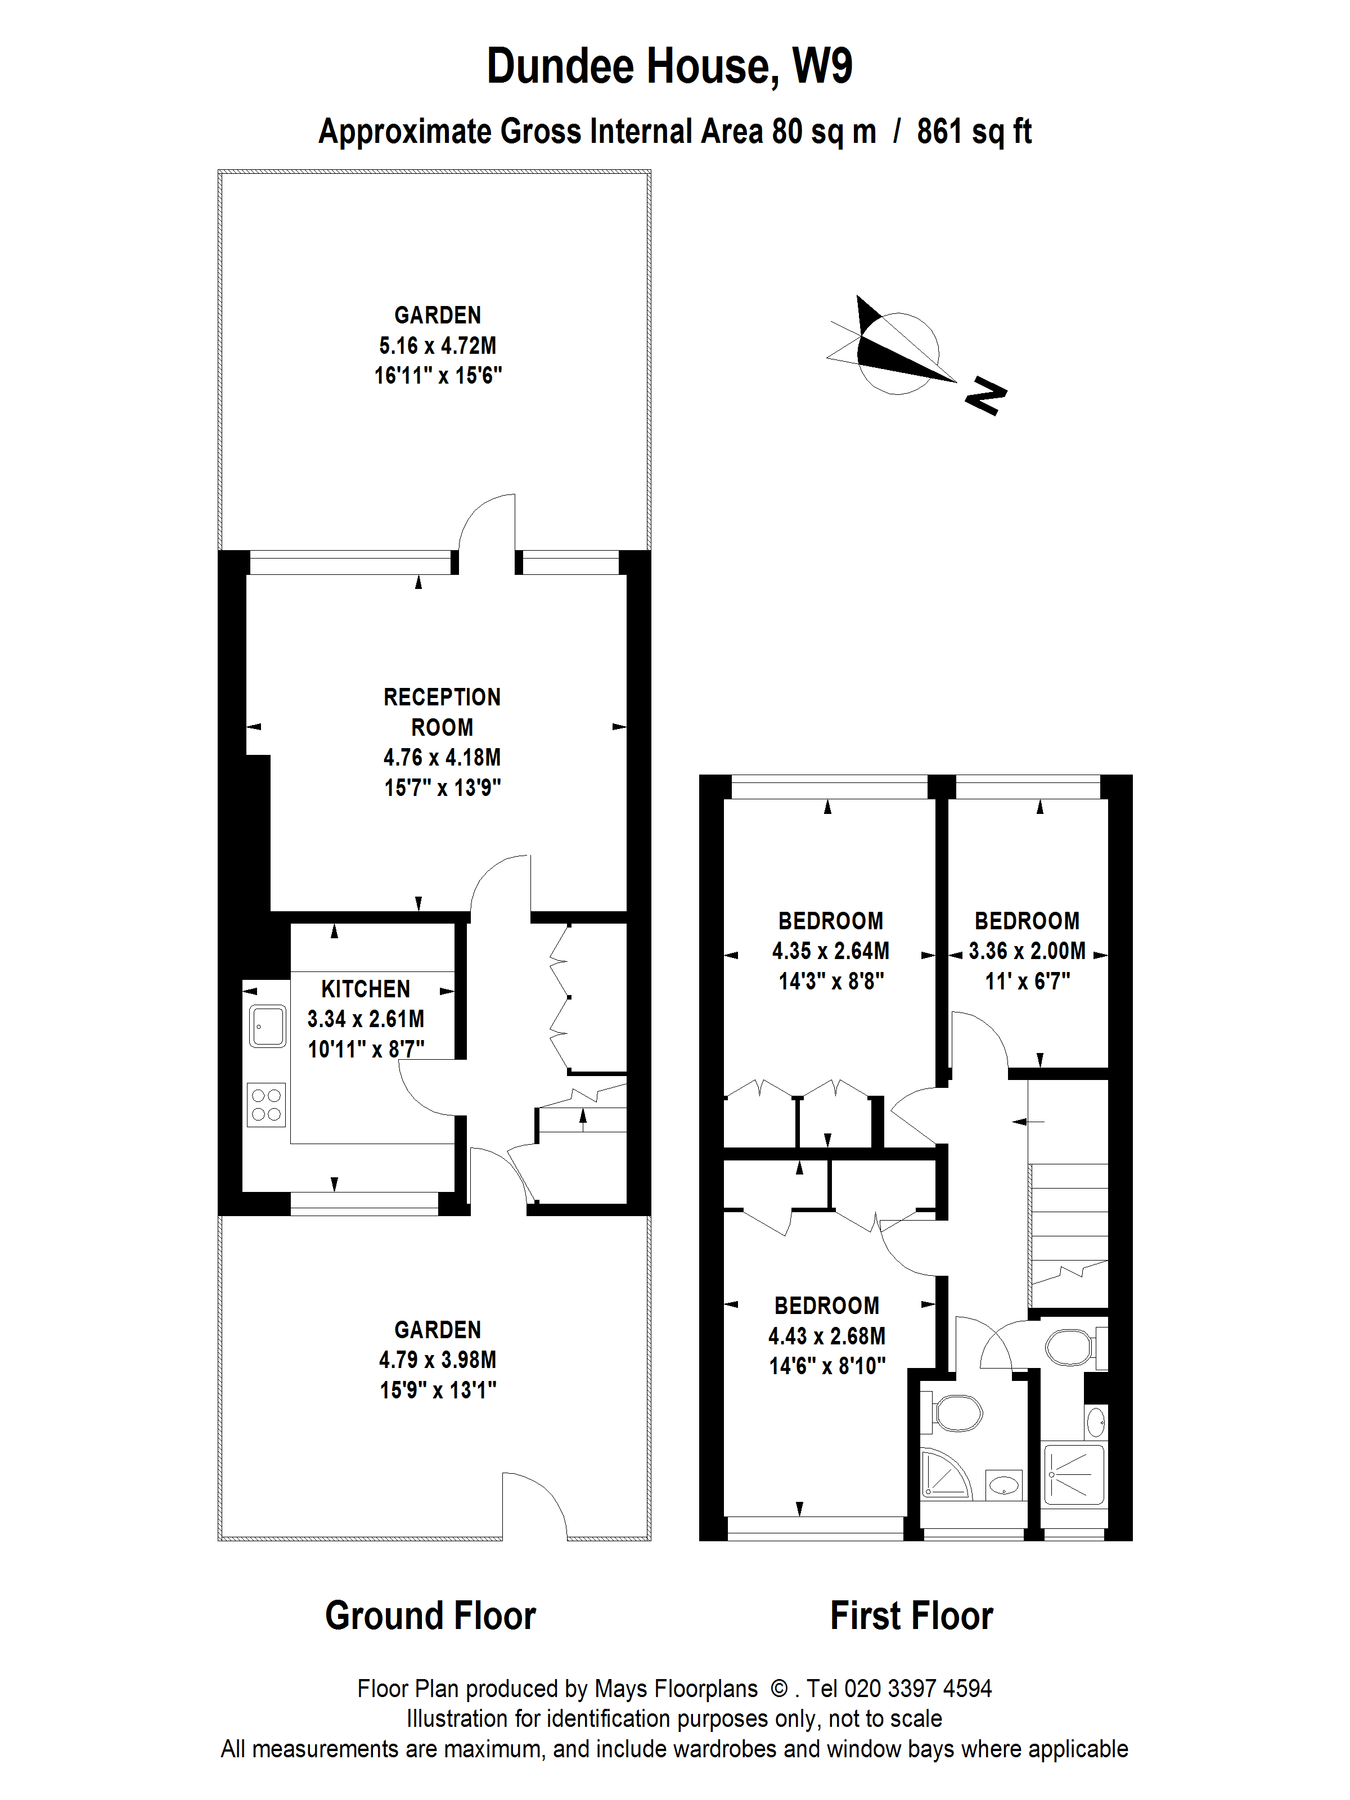 Dundee House, W9
Approximate Gross Internal Area 80 sq m / 861 sq ft
GARDEN
5.16 x 4.72M
16'11" x 15'6"
N
RECEPTION
ROOM
4.76 x 4.18M
15'7" x 13'9"
KITCHEN
3.34 x 2.61M
10'11" x 8'7"
GARDEN
4.79 x 3.98M
15'9" x 13'1"
BEDROOM
4.35 x 2.64M
14'3" x 8'8"
BEDROOM
3.36 x 2.00M
11' x 6'7"
BEDROOM
4.43 x 2.68M
14'6" x 8'10"
Ground Floor
First Floor
Floor Plan produced by Mays Floorplans © . Tel 020 3397 4594
Illustration for identification purposes only, not to scale
All measurements are maximum, and include wardrobes and window bays where applicable